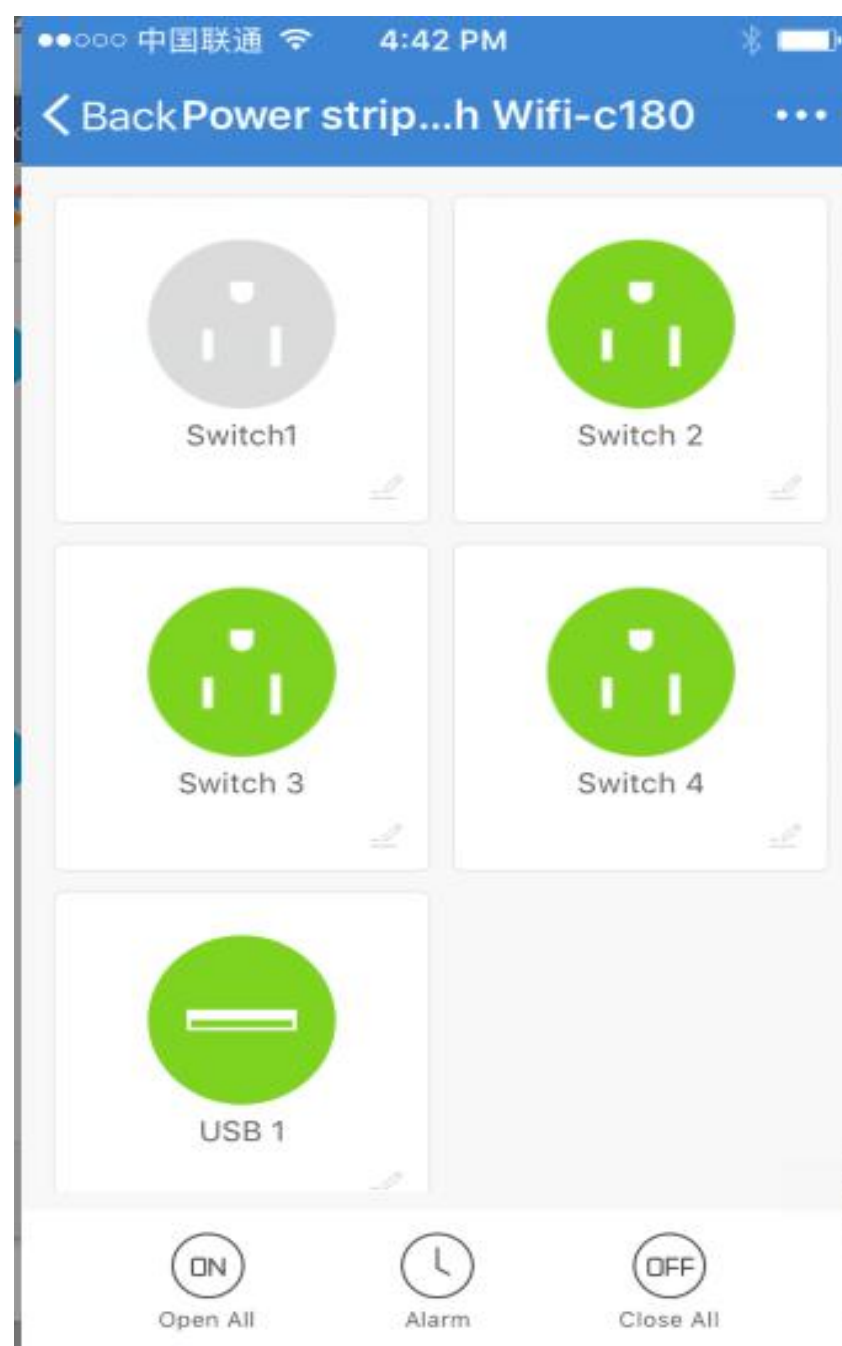 中国联通 4:42 PM
Back Power strip...h Wifi-c180
Switch1
Switch 2
Switch 3
Switch 4
USB 1
ON
OFF
Open All
Alarm
Close All